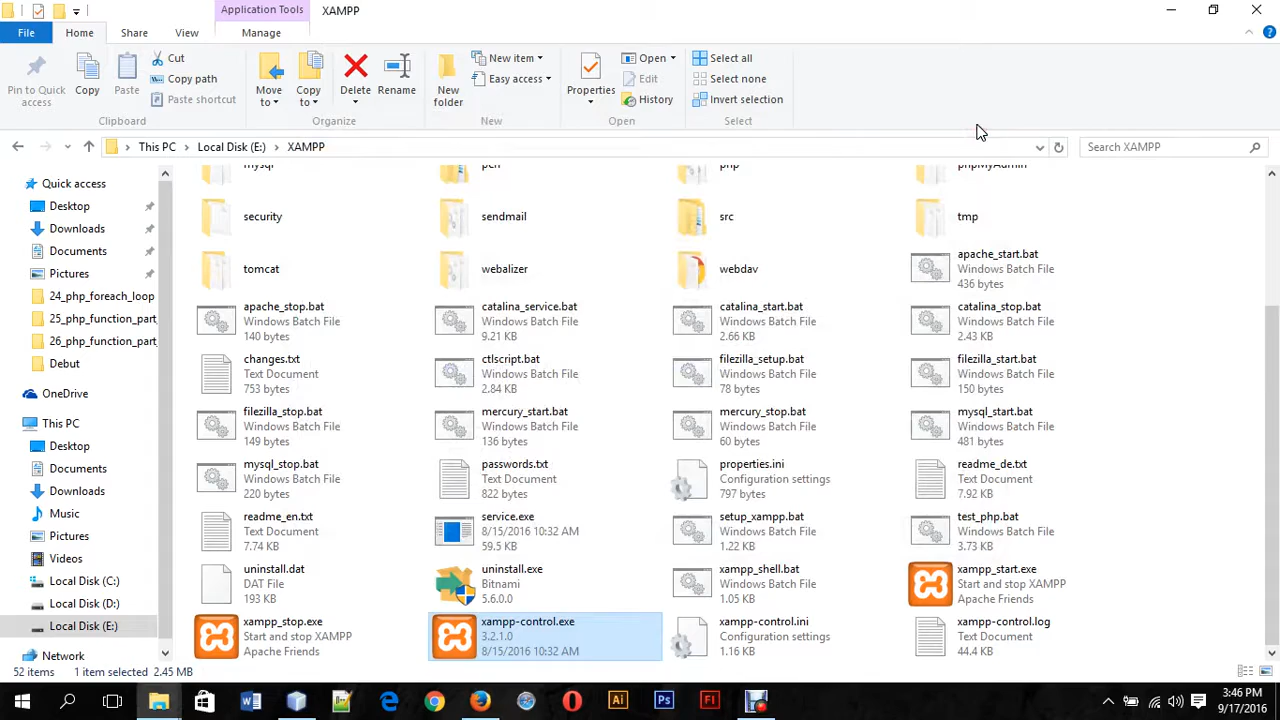 Application Tools
XAMPP
File
Home
Share
View
Manage
Pin to Quick access
Copy
Paste
Cut
Copy path
Paste shortcut
Move to
Copy to
Delete
Rename
New folder
New item
Easy access
Properties
Open
Edit
History
Select all
Select none
Invert selection
Clipboard
Organize
New
Open
Select
This PC
Local Disk (E:)
XAMPP
Search XAMPP
Quick access
Desktop
Downloads
Documents
Pictures
24_php_foreach_loop
25_php_function_part
26_php_function_part
Debut
OneDrive
This PC
Desktop
Documents
Downloads
Music
Pictures
Videos
Local Disk (C:)
Local Disk (D:)
Local Disk (E:)
Network
mysql
php
phpMyAdmin
security
sendmail
src
tmp
tomcat
webalizer
webdav
apache_start.bat
Windows Batch File
436 bytes
apache_stop.bat
Windows Batch File
140 bytes
catalina_service.bat
Windows Batch File
9.21 KB
catalina_start.bat
Windows Batch File
2.66 KB
catalina_stop.bat
Windows Batch File
2.43 KB
changes.txt
Text Document
753 bytes
ctlscript.bat
Windows Batch File
2.84 KB
filezilla_setup.bat
Windows Batch File
78 bytes
filezilla_start.bat
Windows Batch File
150 bytes
filezilla_stop.bat
Windows Batch File
149 bytes
mercury_start.bat
Windows Batch File
136 bytes
mercury_stop.bat
Windows Batch File
60 bytes
mysql_start.bat
Windows Batch File
481 bytes
mysql_stop.bat
Windows Batch File
220 bytes
passwords.txt
Text Document
822 bytes
properties.ini
Configuration settings
797 bytes
readme_de.txt
Text Document
7.92 KB
readme_en.txt
Text Document
7.74 KB
service.exe
8/15/2016 10:32 AM
59.5 KB
setup_xampp.bat
Windows Batch File
1.22 KB
test_php.bat
Windows Batch File
3.73 KB
uninstall.dat
DAT File
193 KB
uninstall.exe
Bitnami
5.6.0.0
xampp_shell.bat
Windows Batch File
1.05 KB
xampp_start.exe
Start and stop XAMPP
Apache Friends
xampp_stop.exe
Start and stop XAMPP
Apache Friends
xampp-control.exe
3.2.1.0
8/15/2016 10:32 AM
xampp-control.ini
Configuration settings
1.16 KB
xampp-control.log
Text Document
44.4 KB
52 items
1 item selected 2.45 MB
Ai
Ps
Fl
3:46 PM
9/17/2016